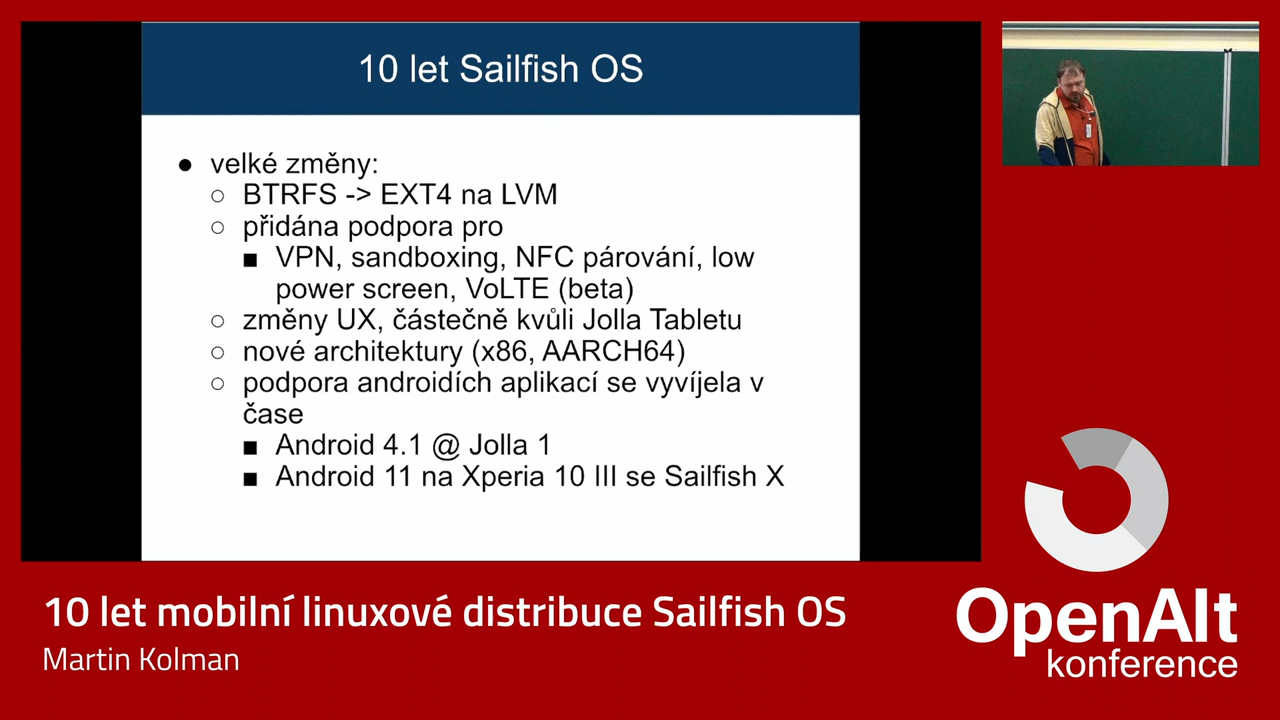 10 let Sailfish OS
● velké změny:
○ BTRFS -> EXT4 na LVM
○ přidána podpora pro
■ VPN, sandboxing, NFC párování, low
power screen, VoLTE (beta)
○ změny UX, částečně kvůli Jolla Tabletu
○ nové architektury (x86, AARCH64)
○ podpora androidích aplikací se vyvíjela v
čase
■ Android 4.1 @ Jolla 1
■ Android 11 na Xperia 10 III se Sailfish X
10 let mobilní linuxové distribuce Sailfish OS
Martin Kolman
OpenAlt
konference